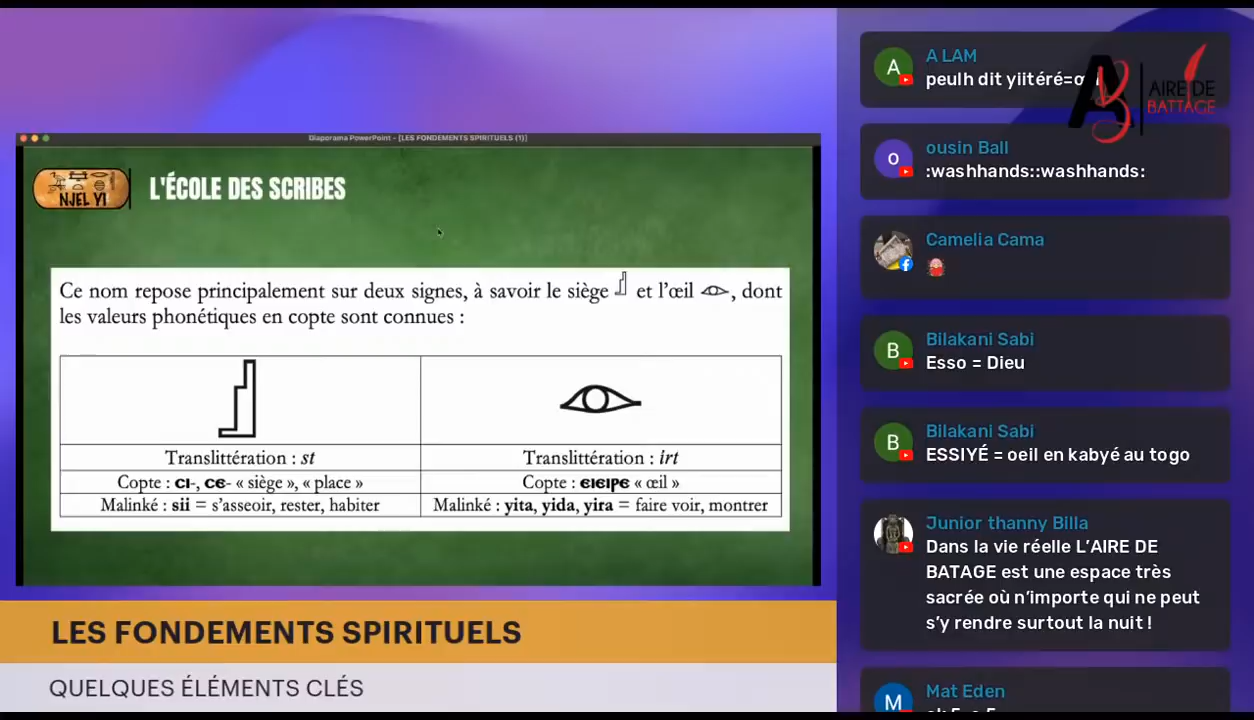 Diaporama PowerPoint - [LES FONDEMENTS SPIRITUELS (1)]
NJEL YI
L'ÉCOLE DES SCRIBES
Ce nom repose principalement sur deux signes, à savoir le siège et l'œil , dont
les valeurs phonétiques en copte sont connues :
Translittération : st
Translittération : irt
Copte : ⲥⲓ-, ⲥⲉ- « siège », « place »
Copte : ⲉⲓⲉⲓⲣⲉ « œil »
Malinké : sii = s'asseoir, rester, habiter
Malinké : yita, yida, yira = faire voir, montrer
LES FONDEMENTS SPIRITUELS
QUELQUES ÉLÉMENTS CLÉS
AIRE DE
BATTAGE
A
A LAM
peulh dit yiitéré=
o
ousin Ball
:washhands::washhands:
Camelia Cama
B
Bilakani Sabi
Esso = Dieu
B
Bilakani Sabi
ESSIYÉ = oeil en kabyé au togo
Junior thanny Billa
Dans la vie réelle L'AIRE DE
BATAGE est une espace très
sacrée où n'importe qui ne peut
s'y rendre surtout la nuit !
M
Mat Eden